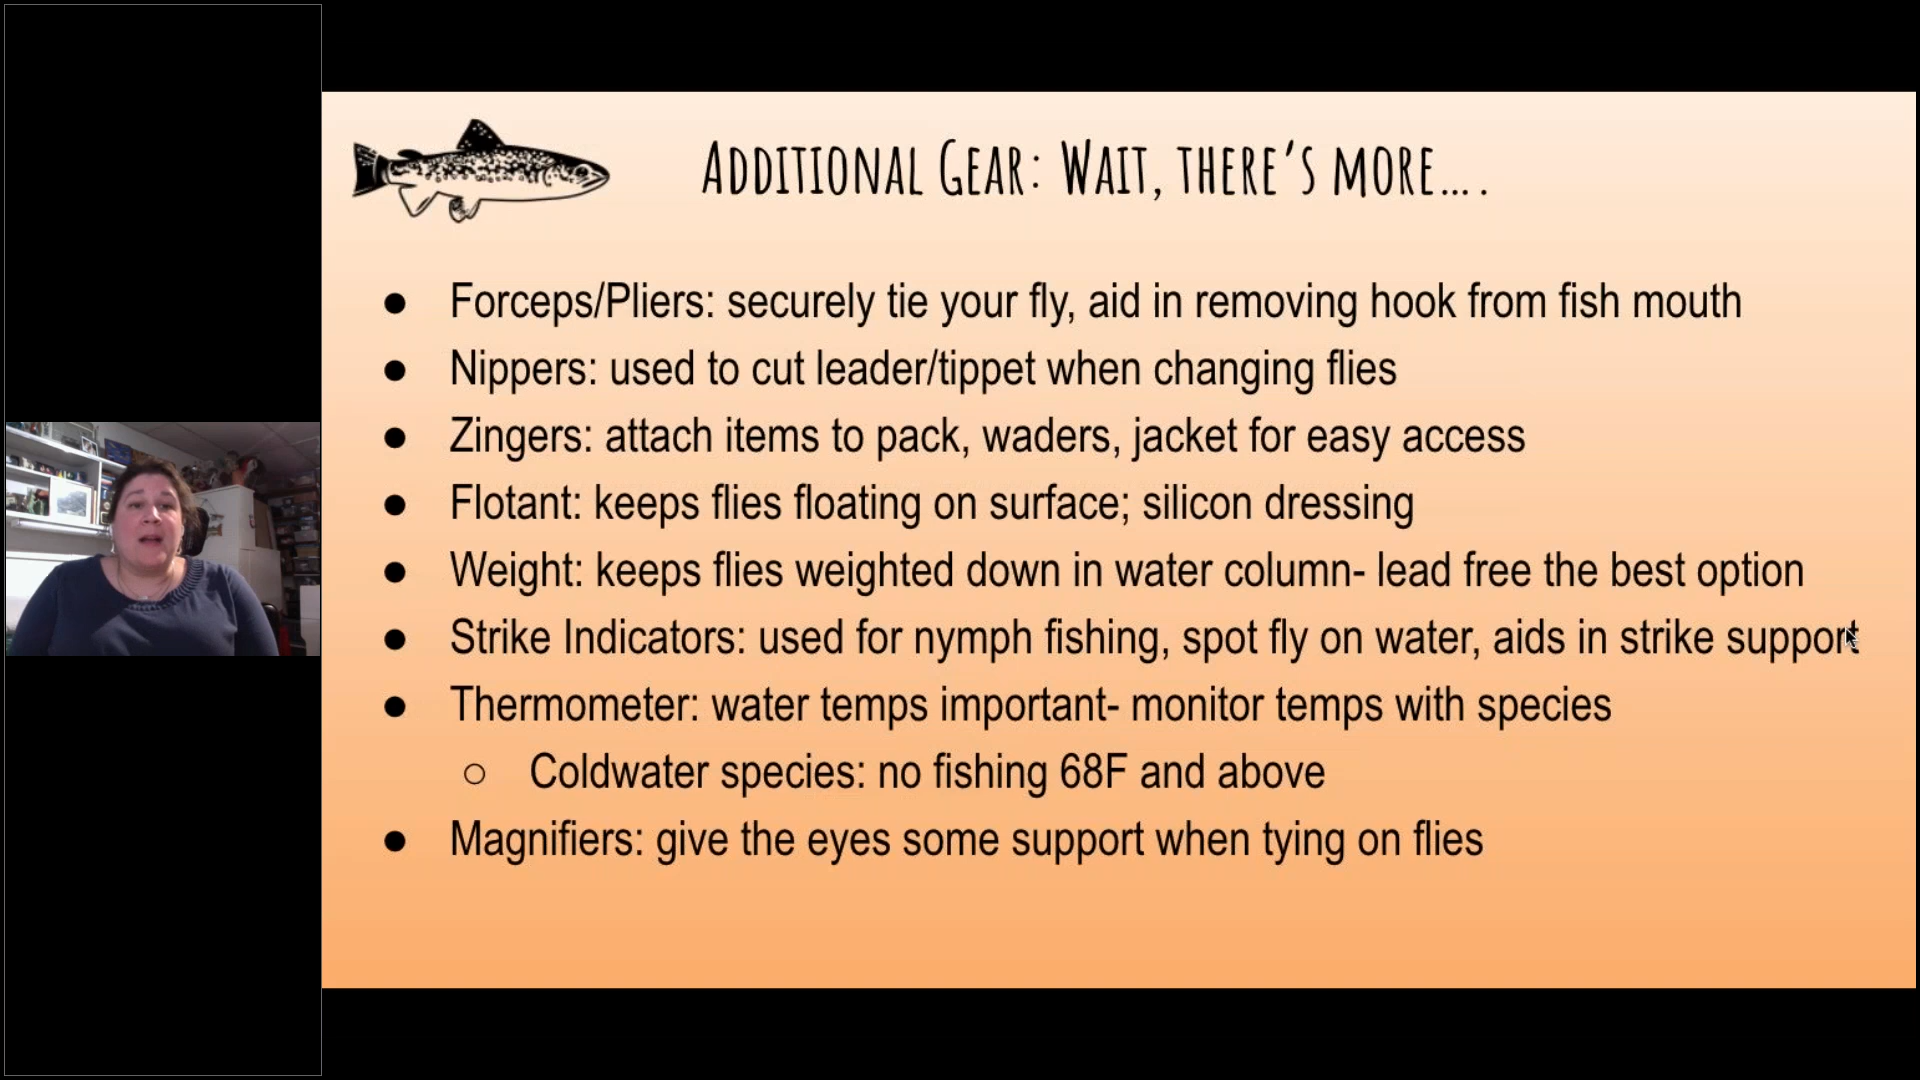 Additional Gear: Wait, there's more....
● Forceps/Pliers: securely tie your fly, aid in removing hook from fish mouth
● Nippers: used to cut leader/tippet when changing flies
● Zingers: attach items to pack, waders, jacket for easy access
● Flotant: keeps flies floating on surface; silicon dressing
● Weight: keeps flies weighted down in water column- lead free the best option
● Strike Indicators: used for nymph fishing, spot fly on water, aids in strike support
● Thermometer: water temps important- monitor temps with species
○ Coldwater species: no fishing 68F and above
● Magnifiers: give the eyes some support when tying on flies